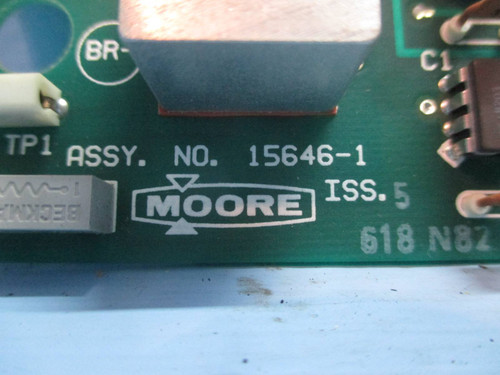 BR-
C1
TP1
ASSY. NO. 15646-1
MOORE
ISS. 5
618 N82